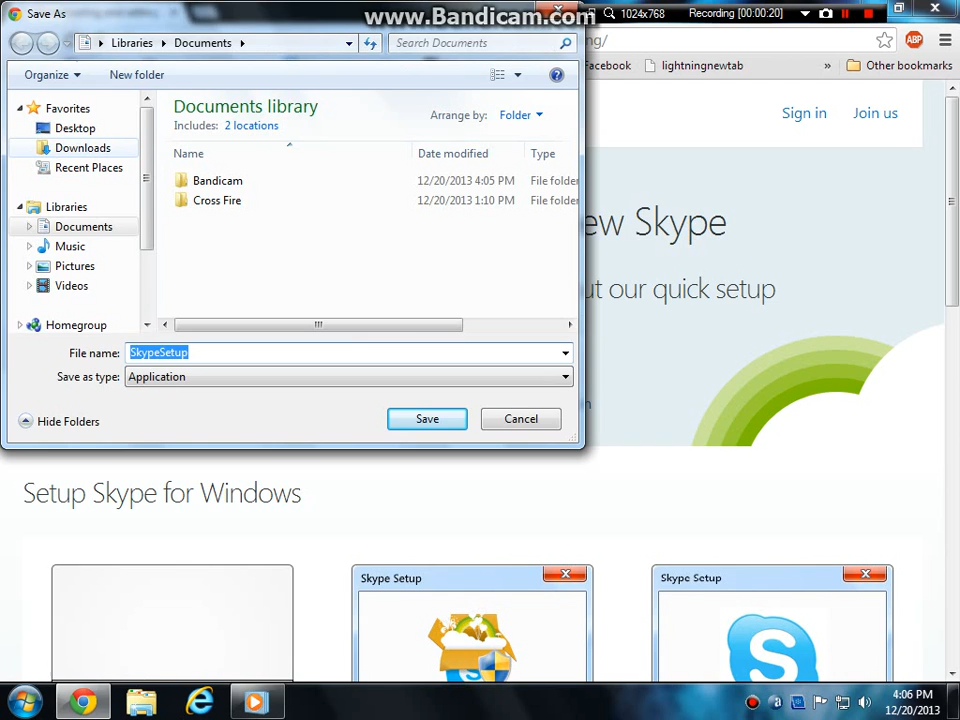 Save As
www.Bandicam.com
1024x768
Recording [00:00:20]
Libraries
Documents
Search Documents
ng/
Organize
New folder
Facebook
lightningnewtab
»
Other bookmarks
Favorites
Desktop
Downloads
Recent Places
Libraries
Documents
Music
Pictures
Videos
Homegroup
Documents library
Includes: 2 locations
Arrange by: Folder
Name
Date modified
Type
Bandicam
12/20/2013 4:05 PM
File folder
Cross Fire
12/20/2013 1:10 PM
File folder
File name:
SkypeSetup
Save as type:
Application
Hide Folders
Save
Cancel
ABP
Sign in
Join us
ew Skype
ut our quick setup
n
Setup Skype for Windows
Skype Setup
Skype Setup
4:06 PM
12/20/2013